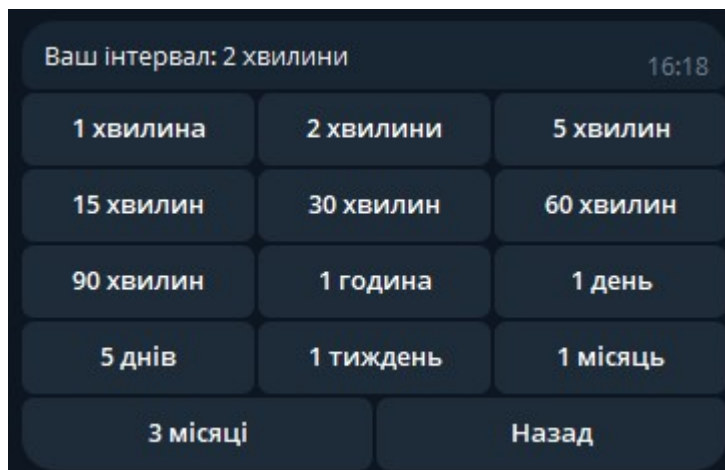 Ваш інтервал: 2 хвилини
16:18
1 хвилина 2 хвилини 5 хвилин
15 хвилин 30 хвилин 60 хвилин
90 хвилин 1 година 1 день
5 днів 1 тиждень 1 місяць
3 місяці Назад